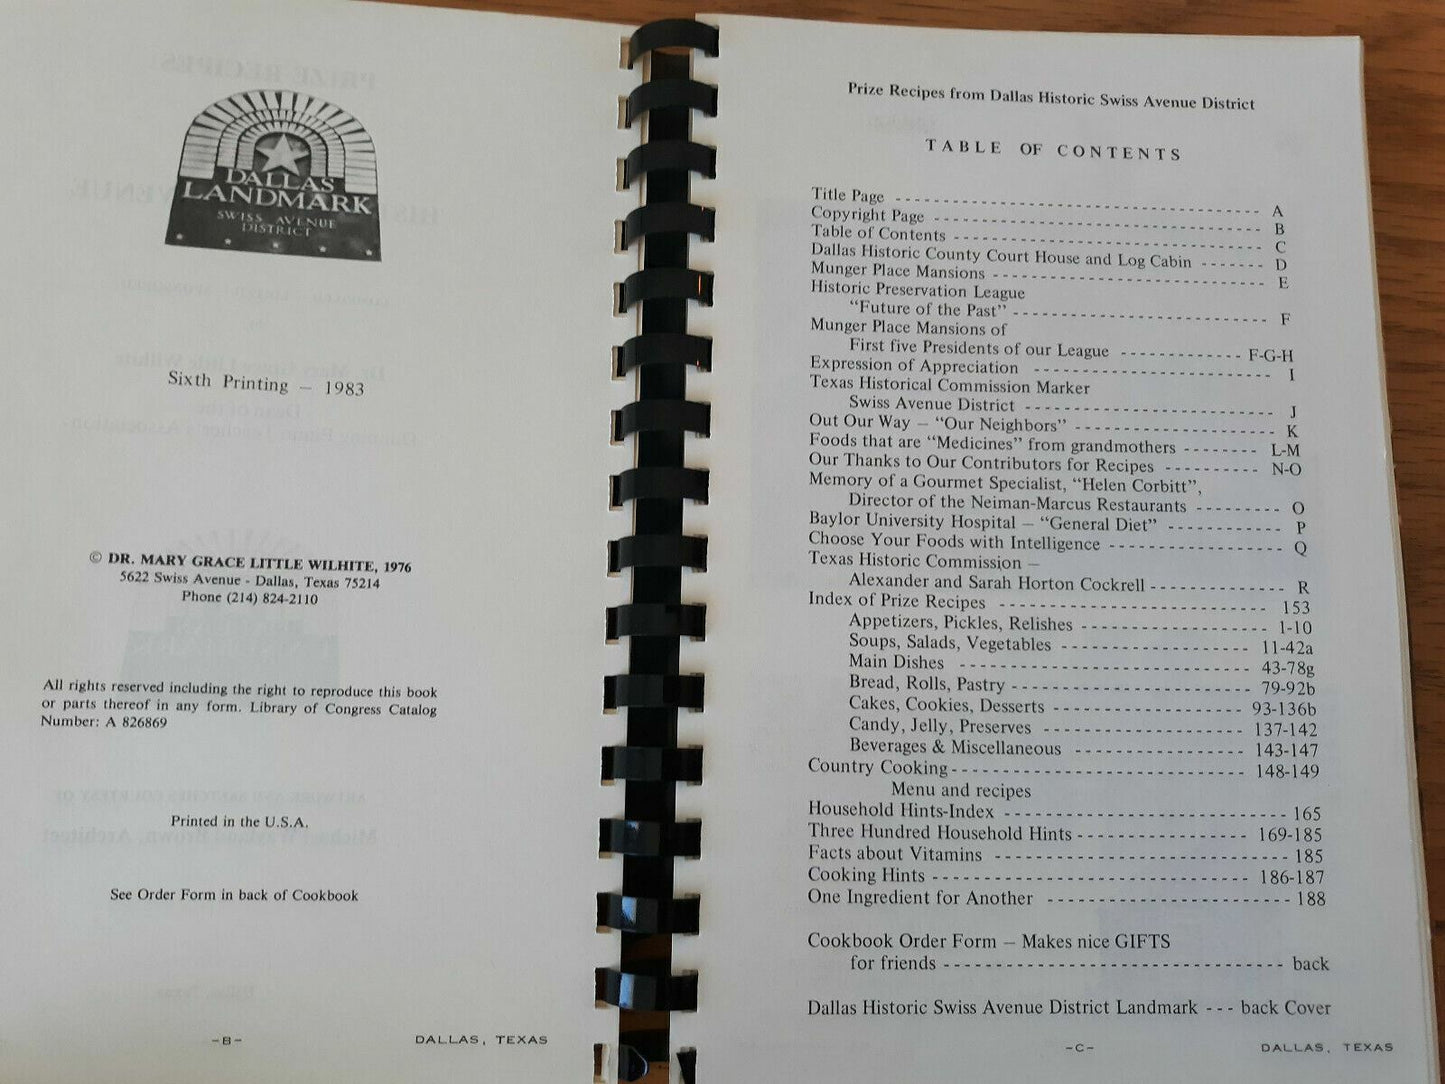 DALLAS
LANDMARK
SWISS AVENUE
DISTRICT
Sixth Printing — 1983
© DR. MARY GRACE LITTLE WILHITE, 1976
5622 Swiss Avenue - Dallas, Texas 75214
Phone (214) 824-2110
All rights reserved including the right to reproduce this book
or parts thereof in any form. Library of Congress Catalog
Number: A 826869
Printed in the U.S.A.
See Order Form in back of Cookbook
-B- DALLAS, TEXAS
Prize Recipes from Dallas Historic Swiss Avenue District
TABLE OF CONTENTS
Title Page - - - - - - - - - - A
Copyright Page - - - - - - - - - - B
Table of Contents - - - - - - - - - - C
Dallas Historic County Court House and Log Cabin - - - - - - - D
Munger Place Mansions - - - - - - - - - - E
Historic Preservation League
"Future of the Past" - - - - - - - - - - F
Munger Place Mansions of
First five Presidents of our League - - - - - - - - - - F-G-H
Expression of Appreciation - - - - - - - - - - I
Texas Historical Commission Marker
Swiss Avenue District - - - - - - - - - - J
Out Our Way — "Our Neighbors" - - - - - - - - - - K
Foods that are "Medicines" from grandmothers - - - - - - - - L-M
Our Thanks to Our Contributors for Recipes - - - - - - - - - - N-O
Memory of a Gourmet Specialist, "Helen Corbitt",
Director of the Neiman-Marcus Restaurants - - - - - - - - - O
Baylor University Hospital — "General Diet" - - - - - - - - - - P
Choose Your Foods with Intelligence - - - - - - - - - - Q
Texas Historic Commission —
Alexander and Sarah Horton Cockrell - - - - - - - - - - R
Index of Prize Recipes - - - - - - - - - - 153
Appetizers, Pickles, Relishes - - - - - - - - - - 1-10
Soups, Salads, Vegetables - - - - - - - - - - 11-42a
Main Dishes - - - - - - - - - - 43-78g
Bread, Rolls, Pastry - - - - - - - - - - 79-92b
Cakes, Cookies, Desserts - - - - - - - - - - 93-136b
Candy, Jelly, Preserves - - - - - - - - - - 137-142
Beverages & Miscellaneous - - - - - - - - - - 143-147
Country Cooking - - - - - - - - - - 148-149
Menu and recipes
Household Hints-Index - - - - - - - - - - 165
Three Hundred Household Hints - - - - - - - - - - 169-185
Facts about Vitamins - - - - - - - - - - 185
Cooking Hints - - - - - - - - - - 186-187
One Ingredient for Another - - - - - - - - - - 188
Cookbook Order Form — Makes nice GIFTS
for friends - - - - - - - - - - back
Dallas Historic Swiss Avenue District Landmark - - - back Cover
-C- DALLAS, TEXAS